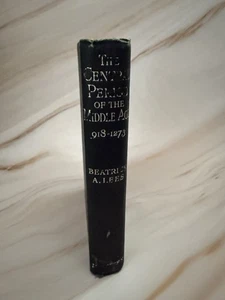 THE
CENTRAL
PERIOD
OF THE
MIDDLE AGE
918-1273
BEATRICE
A. LEES